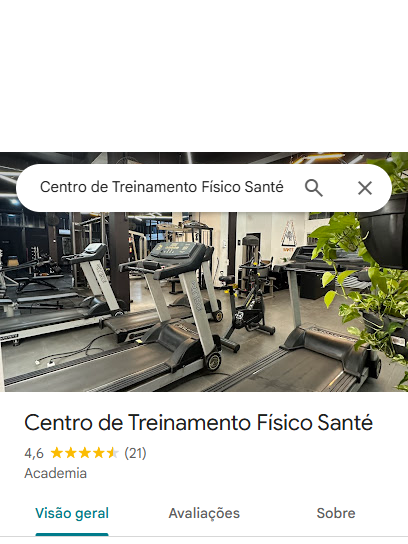 Centro de Treinamento Físico Santé
Centro de Treinamento Físico Santé
4,6 (21)
Academia
Visão geral Avaliações Sobre